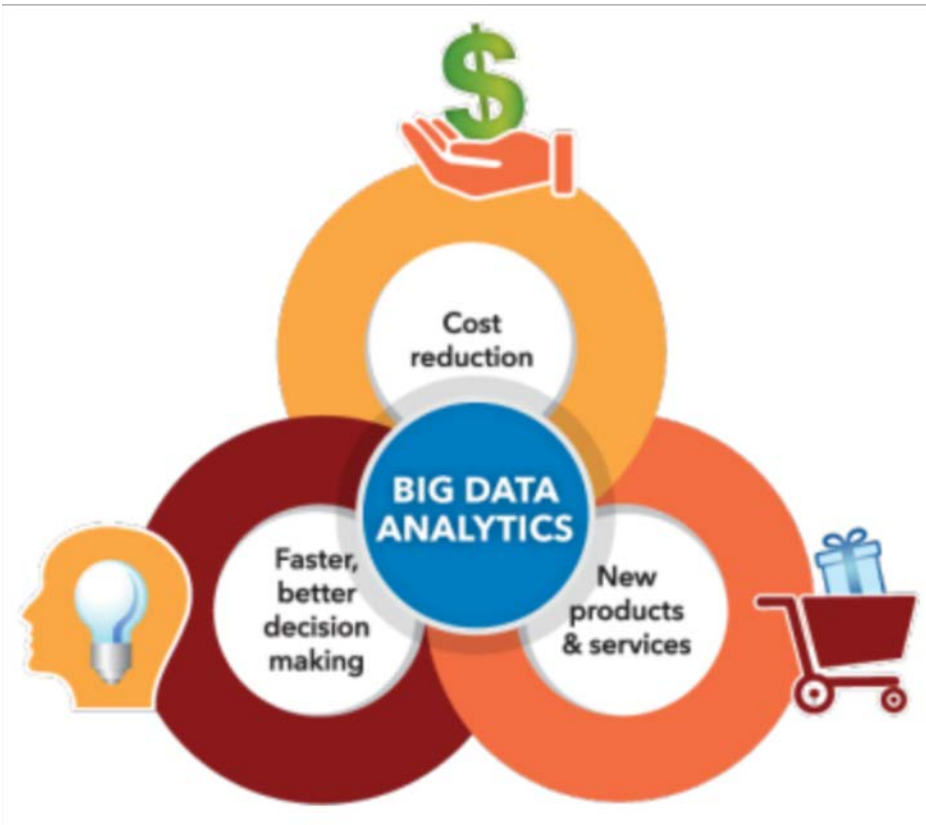 Cost
reduction
BIG DATA
ANALYTICS
Faster,
better
decision
making
New
products
& services